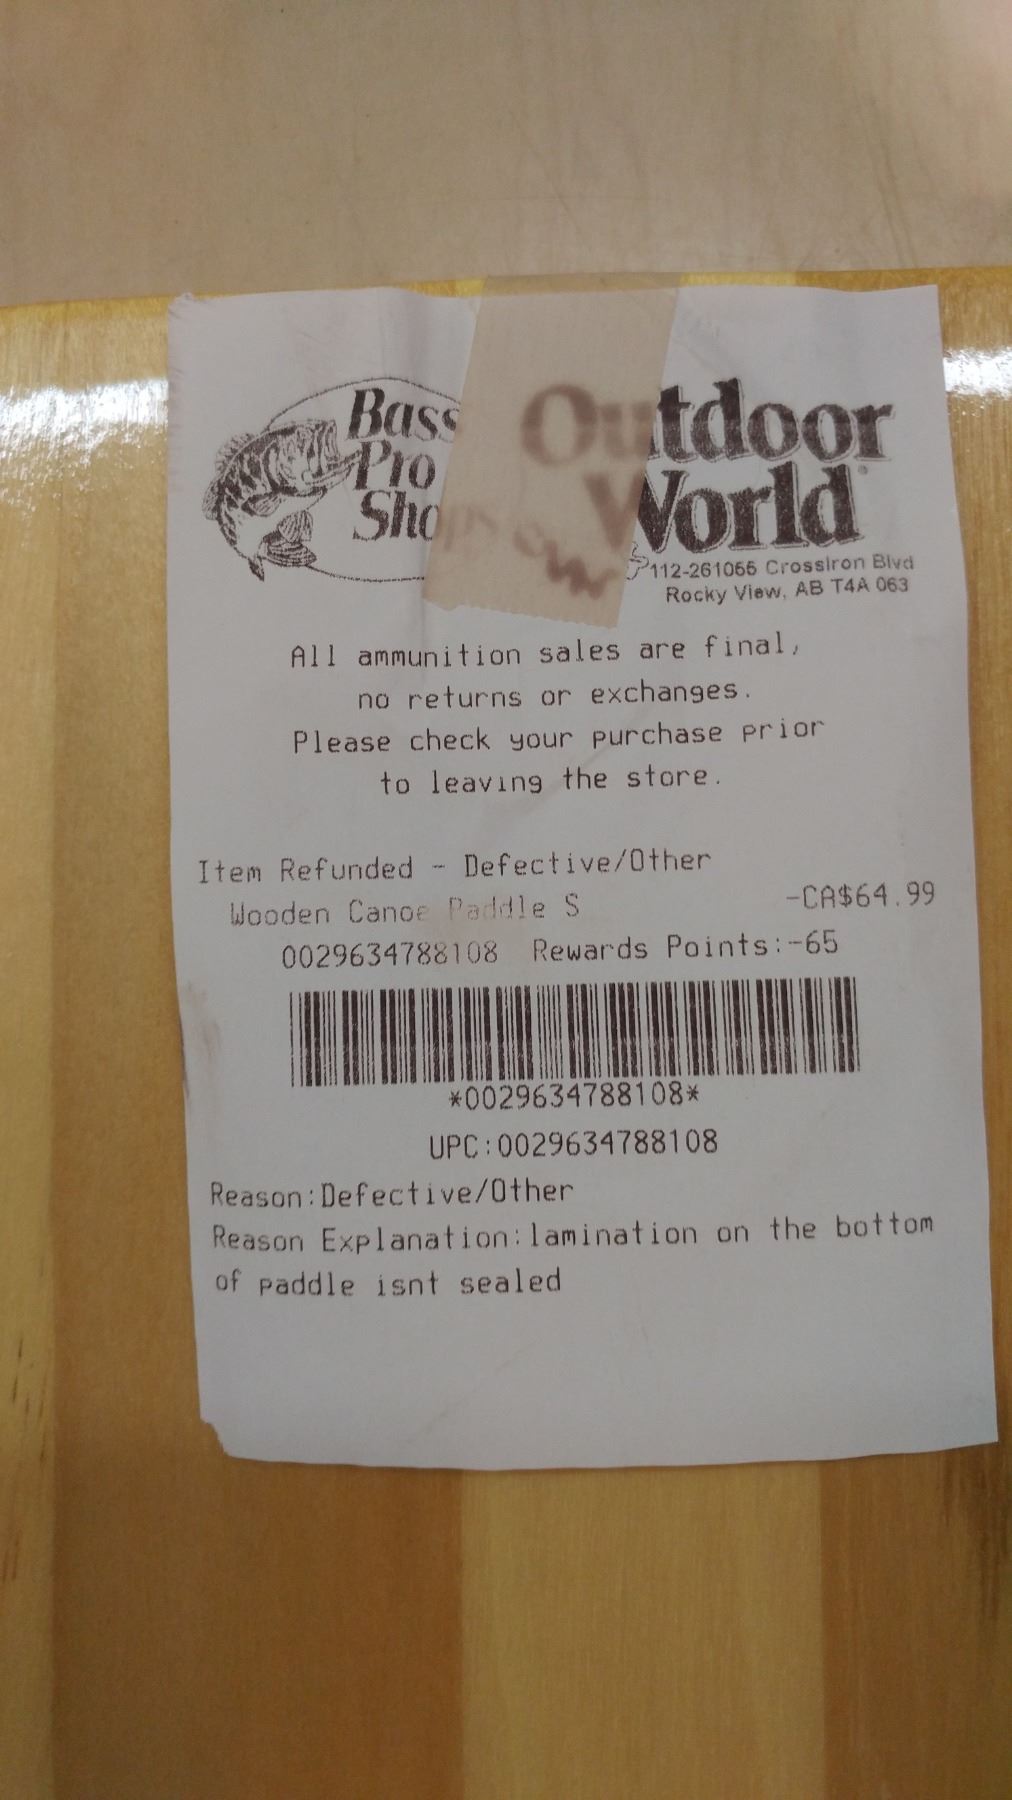 Bass
Pro
Shops
Outdoor
World®
112-261055 CrossIron Blvd
Rocky View, AB T4A 0G3
All ammunition sales are final,
no returns or exchanges.
Please check your purchase prior
to leaving the store.
Item Refunded - Defective/Other
Wooden Canoe Paddle S -CA$64.99
0029634788108 Rewards Points:-65
*0029634788108*
UPC:0029634788108
Reason:Defective/Other
Reason Explanation:lamination on the bottom
of paddle isnt sealed